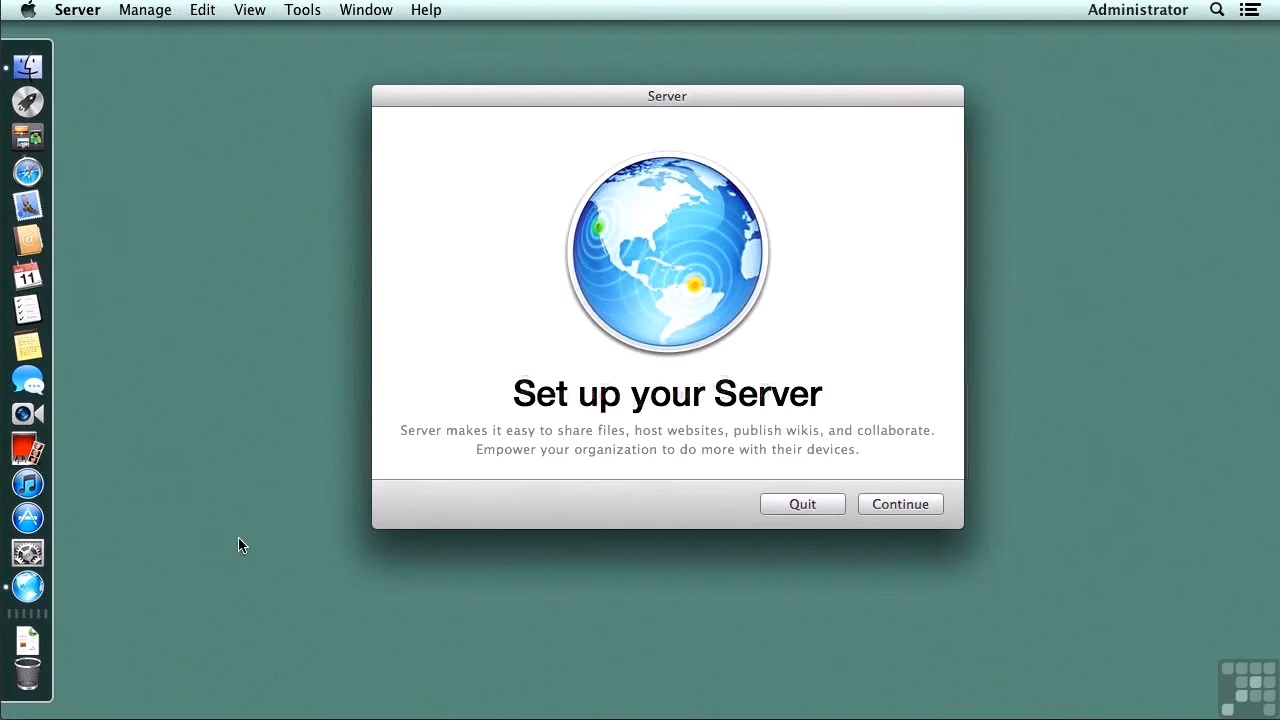 Server Manage Edit View Tools Window Help Administrator
Server
11
Set up your Server
Server makes it easy to share files, host websites, publish wikis, and collaborate.
Empower your organization to do more with their devices.
Quit Continue